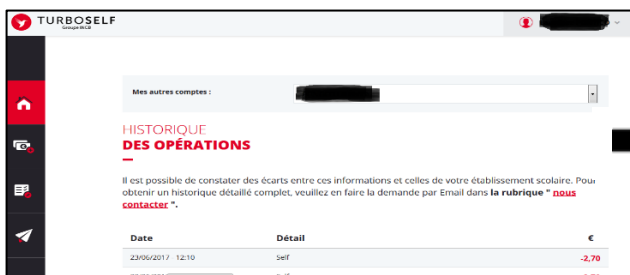 TURBOSELF
Groupe INCB
Mes autres comptes :
HISTORIQUE
DES OPÉRATIONS
Il est possible de constater des écarts entre ces informations et celles de votre établissement scolaire. Pour
obtenir un historique détaillé complet, veuillez en faire la demande par Email dans la rubrique " nous
contacter ".
Date Détail €
23/06/2017 12:10 Self -2,70